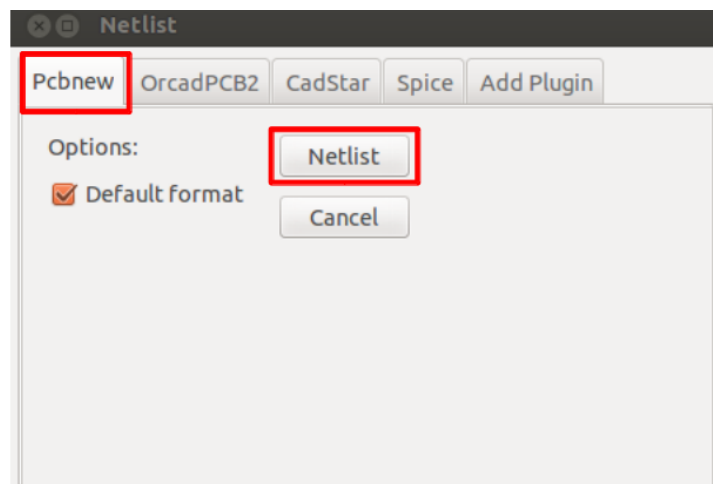 Netlist
Pcbnew OrcadPCB2 CadStar Spice Add Plugin
Options:
Netlist
Default format
Cancel